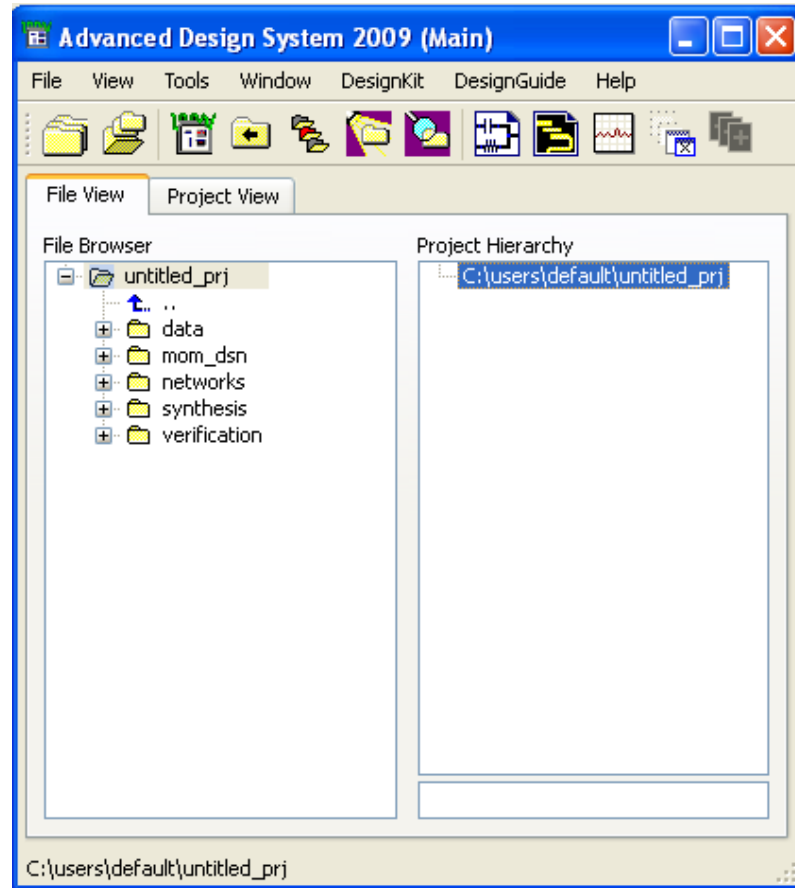 Advanced Design System 2009 (Main)
File View Tools Window DesignKit DesignGuide Help
File View Project View
File Browser
untitled_prj
..
data
mom_dsn
networks
synthesis
verification
Project Hierarchy
C:\users\default\untitled_prj
C:\users\default\untitled_prj